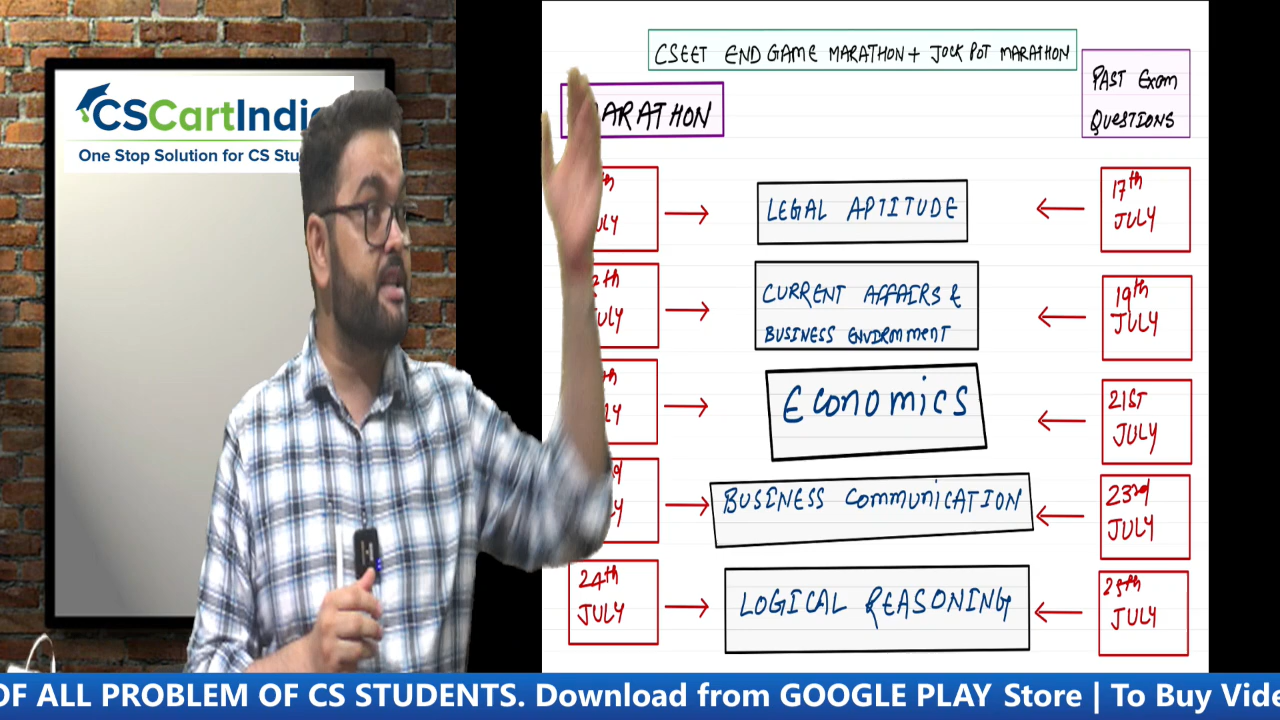 CSCartIndi
One Stop Solution for CS Stu
CSEET END GAME MARATHON + JOCK POT MARATHON
PAST Exam
QUESTIONS
ARATHON
LEGAL APTITUDE
17th
JULY
CURRENT AFFAIRS &
BUSINESS ENVIRMMENT
19th
JULY
ECONOMICS
21ST
JULY
BUSINESS COMMUNICATION
23rd
JULY
24th
JULY
LOGICAL REASONING
25th
JULY
OF ALL PROBLEM OF CS STUDENTS. Download from GOOGLE PLAY Store | To Buy Vide